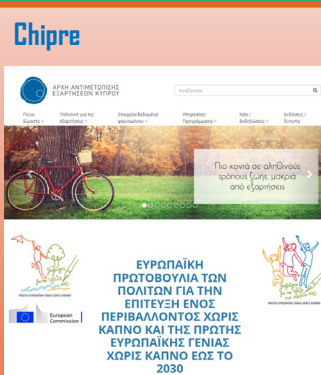 Chipre
ΑΡΧΗ ΑΝΤΙΜΕΤΩΠΙΣΗΣ
ΕΞΑΡΤΗΣΕΩΝ ΚΥΠΡΟΥ
Αναζήτηση
Ποιοι Είμαστε
Πολιτική για τις εξαρτήσεις
Στοιχεία/δεδομένα φαινομένου
Υπηρεσίες/ Προγράμματα
Νέα / Εκδηλώσεις
Εκδόσεις / Έντυπα
Πιο κοντά σε αληθινούς
τρόπους ζωής, μακριά
από εξαρτήσεις
ΕΥΡΩΠΑΪΚΗ
ΠΡΩΤΟΒΟΥΛΙΑ ΤΩΝ
ΠΟΛΙΤΩΝ ΓΙΑ ΤΗΝ
ΕΠΙΤΕΥΞΗ ΕΝΟΣ
ΠΕΡΙΒΑΛΛΟΝΤΟΣ ΧΩΡΙΣ
ΚΑΠΝΟ ΚΑΙ ΤΗΣ ΠΡΩΤΗΣ
ΕΥΡΩΠΑΪΚΗΣ ΓΕΝΙΑΣ
ΧΩΡΙΣ ΚΑΠΝΟ ΕΩΣ ΤΟ
2030
European
Commission